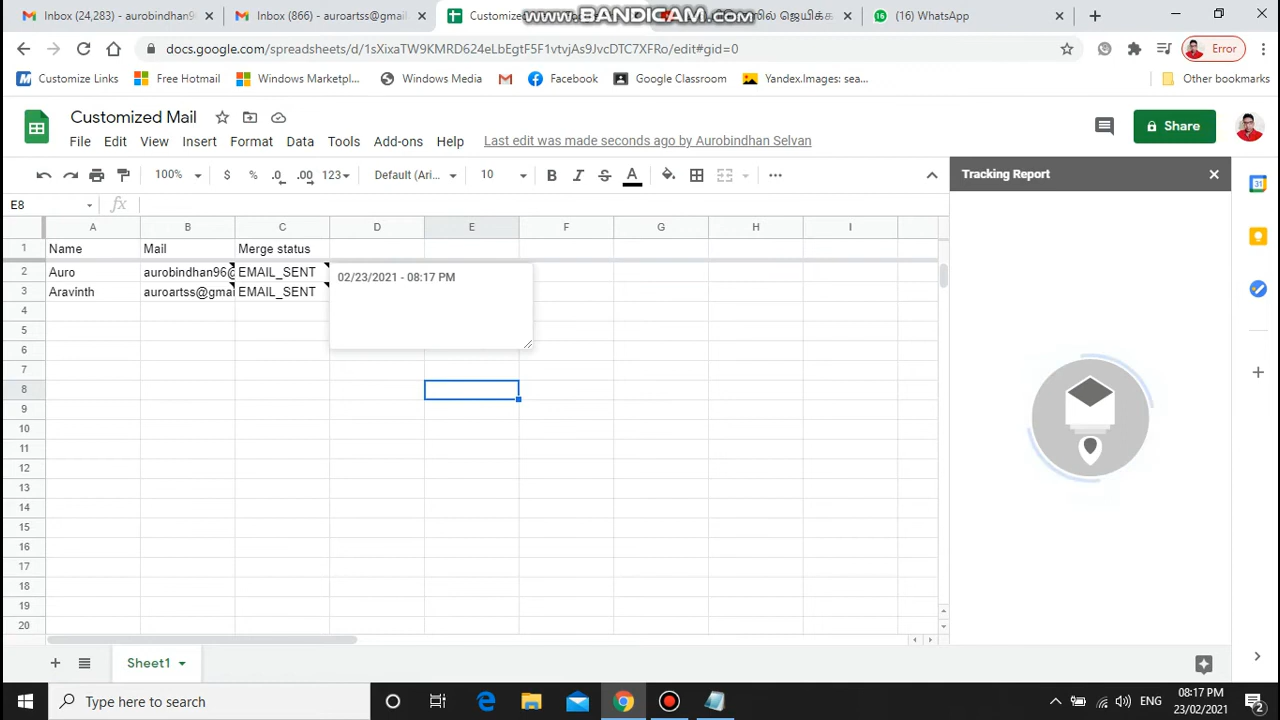 Inbox (24,283) - aurobindhan
Inbox (866) - auroartss@gmail
Customized
WWW.BANDICAM.COM
(16) WhatsApp
docs.google.com/spreadsheets/d/1sXixaTW9KMRD624eLbEgtF5F1vtvjAs9JvcDTC7XFRo/edit#gid=0
Error
Customize Links
Free Hotmail
Windows Marketpl...
Windows Media
Facebook
Google Classroom
Yandex.Images: sea...
Other bookmarks
Customized Mail
File Edit View Insert Format Data Tools Add-ons Help
Last edit was made seconds ago by Aurobindhan Selvan
Share
100% $ % .0 .00 123 Default (Ari... 10 B I S A
Tracking Report
E8 fx
A B C D E F G H I
1 Name Mail Merge status
2 Auro aurobindhan96@ EMAIL_SENT
02/23/2021 - 08:17 PM
3 Aravinth auroartss@gmai EMAIL_SENT
4
5
6
7
8
9
10
11
12
13
14
15
16
17
18
19
20
Sheet1
31
Type here to search
ENG
08:17 PM
23/02/2021
2